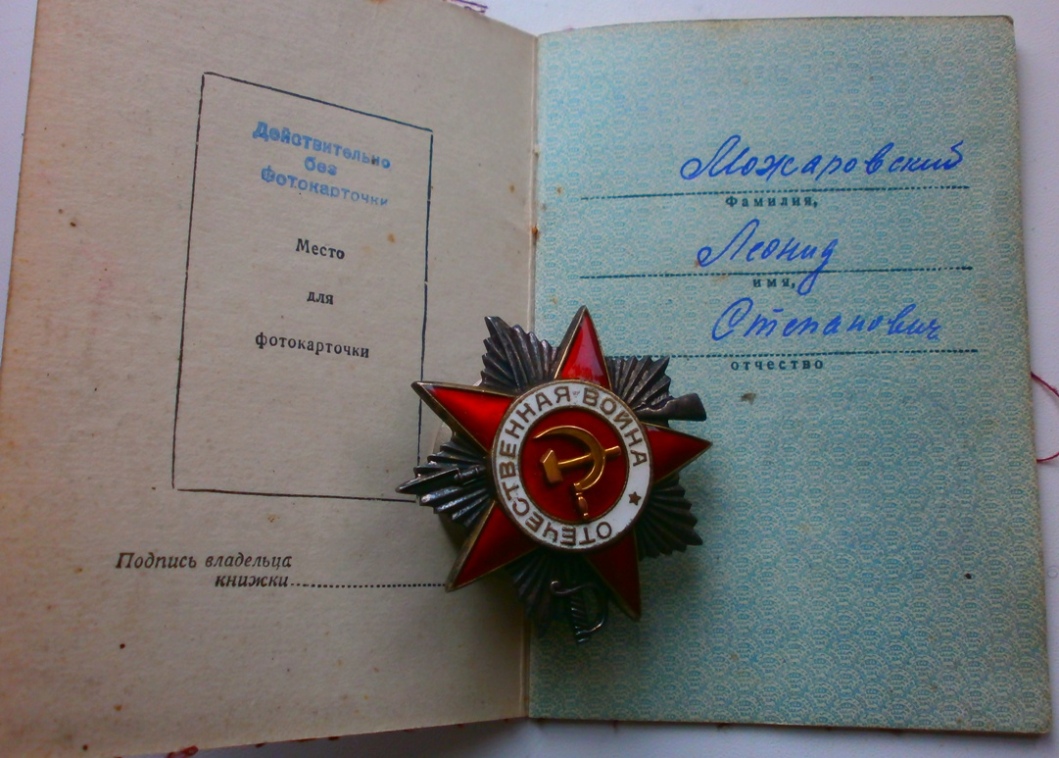 Действительно
без
Фотокарточки
Место
для
фотокарточки
Подпись владельца
книжки
Можаровский
Фамилия,
Леонид
имя,
Степанович
отчество
ОТЕЧЕСТВЕННАЯ ВОЙНА